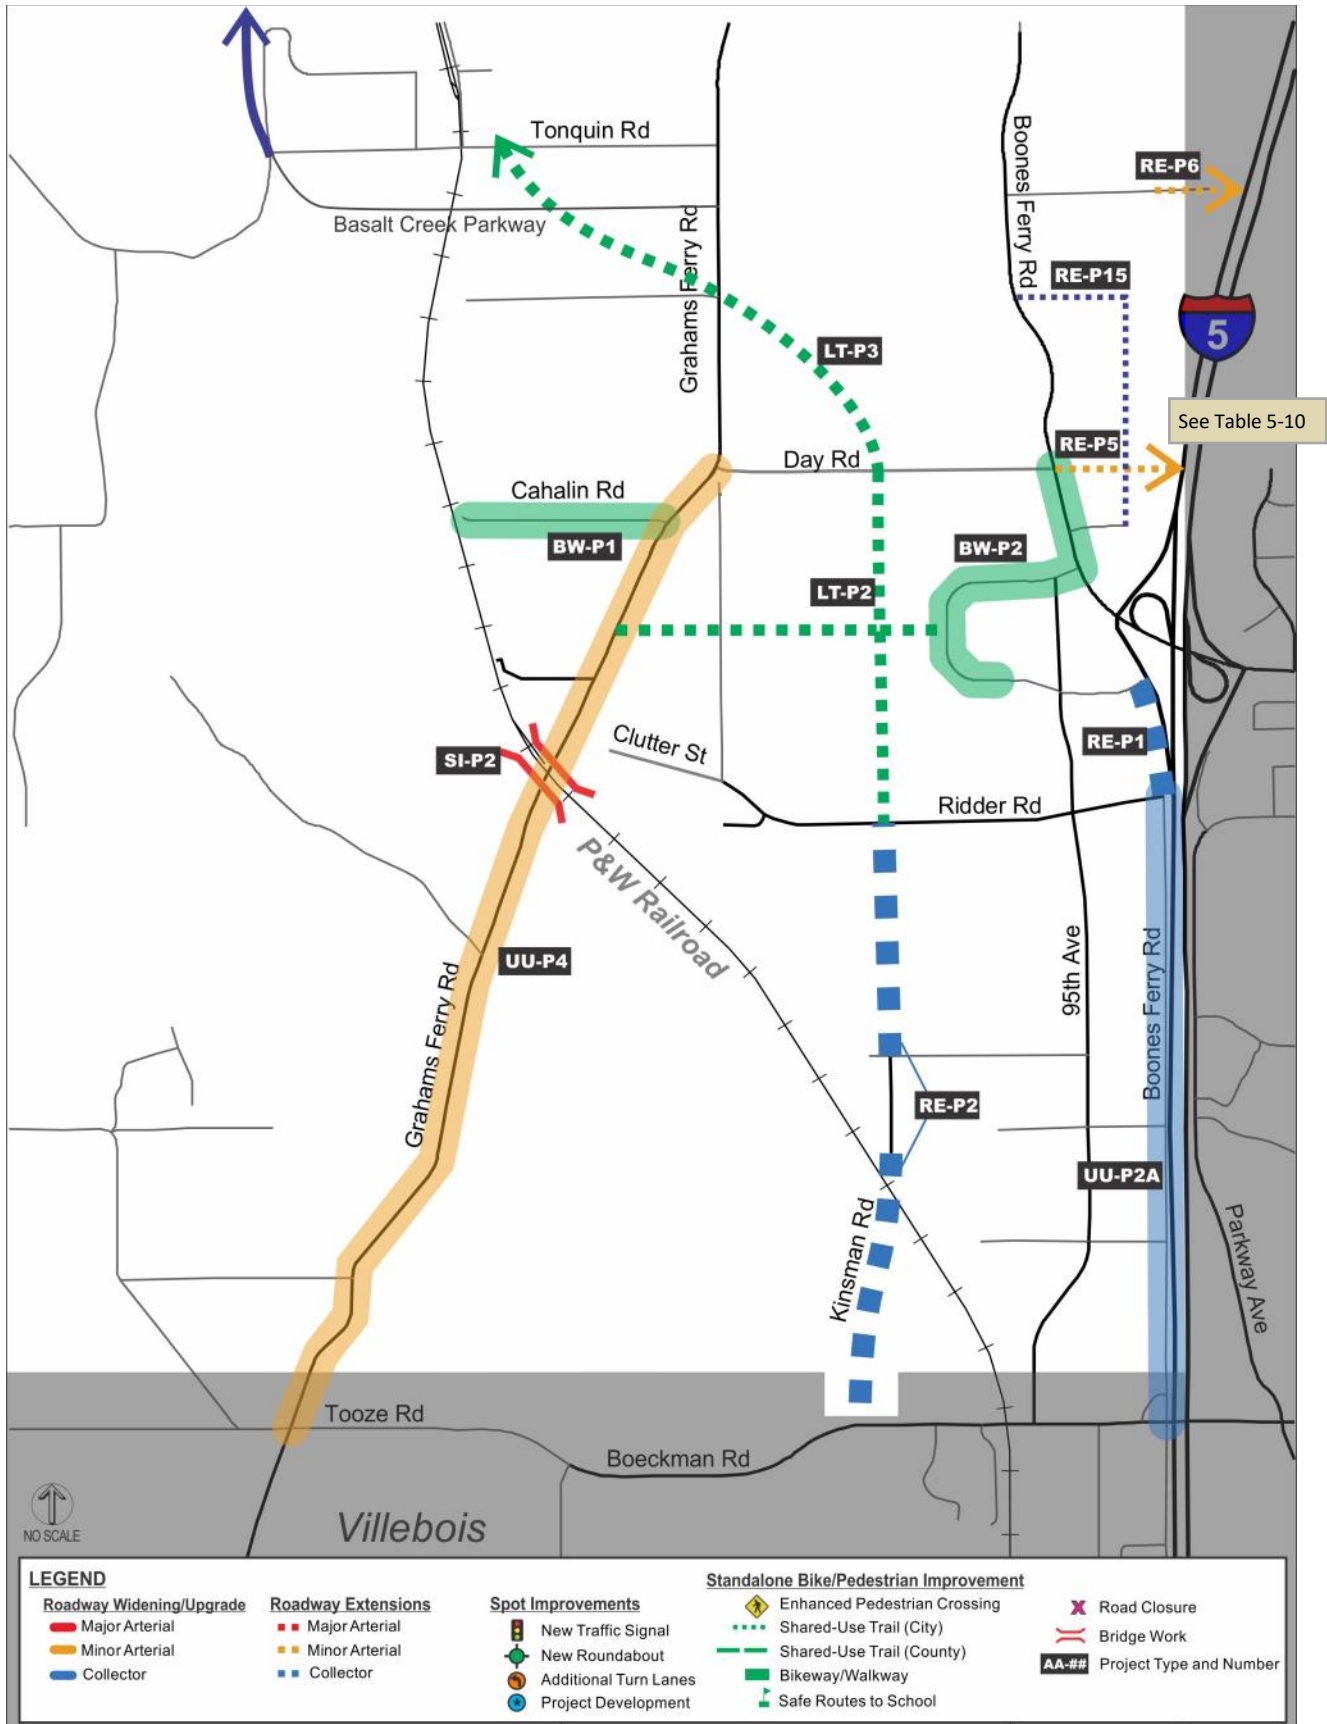 Tonquin Rd
Boones Ferry Rd
RE-P6
Basalt Creek Parkway
Grahams Ferry Rd
RE-P15
5
LT-P3
See Table 5-10
RE-P5
Day Rd
Cahalin Rd
BW-P1
BW-P2
LT-P2
Clutter St
RE-P1
SI-P2
Ridder Rd
P&W Railroad
UU-P4
95th Ave
Boones Ferry Rd
Grahams Ferry Rd
RE-P2
UU-P2A
Kinsman Rd
Parkway Ave
Tooze Rd
Boeckman Rd
NO SCALE
Villebois
LEGEND
Roadway Widening/Upgrade
Major Arterial
Minor Arterial
Collector
Roadway Extensions
Major Arterial
Minor Arterial
Collector
Spot Improvements
New Traffic Signal
New Roundabout
Additional Turn Lanes
Project Development
Standalone Bike/Pedestrian Improvement
Enhanced Pedestrian Crossing
Shared-Use Trail (City)
Shared-Use Trail (County)
Bikeway/Walkway
Safe Routes to School
Road Closure
Bridge Work
AA-## Project Type and Number